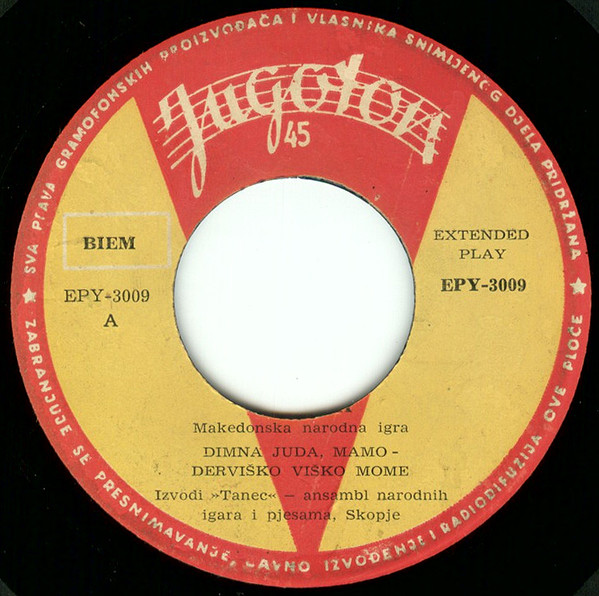 SVA PRAVA GRAMOFONSKIH PROIZVOĐAČA I VLASNIKA SNIMLJENOG DJELA PRIDRŽANA
Jugoton
45
BIEM
EPY-3009
A
EXTENDED
PLAY
EPY-3009
Makedonska narodna igra
DIMNA JUDA, MAMO -
DERVIŠKO VIŠKO MOME
Izvodi »Tanec« - ansambl narodnih
igara i pjesama, Skopje
ZABRANJUJE SE PRESNIMAVANJE, JAVNO IZVOĐENJE I RADIODIFUZIJA OVE PLOČE